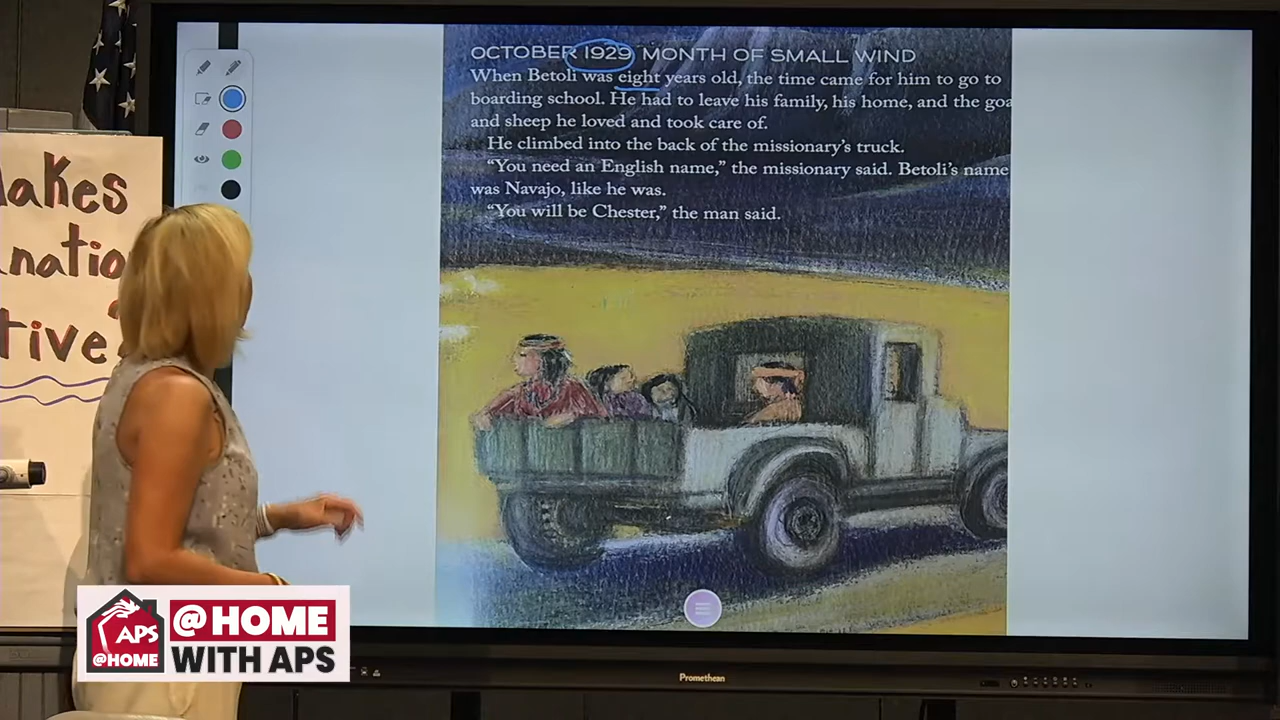 akes
natio
tive?
OCTOBER 1929 MONTH OF SMALL WIND
When Betoli was eight years old, the time came for him to go to
boarding school. He had to leave his family, his home, and the goa
and sheep he loved and took care of.
He climbed into the back of the missionary’s truck.
“You need an English name,” the missionary said. Betoli’s name
was Navajo, like he was.
“You will be Chester,” the man said.
APS
@HOME
@HOME
WITH APS
Promethean